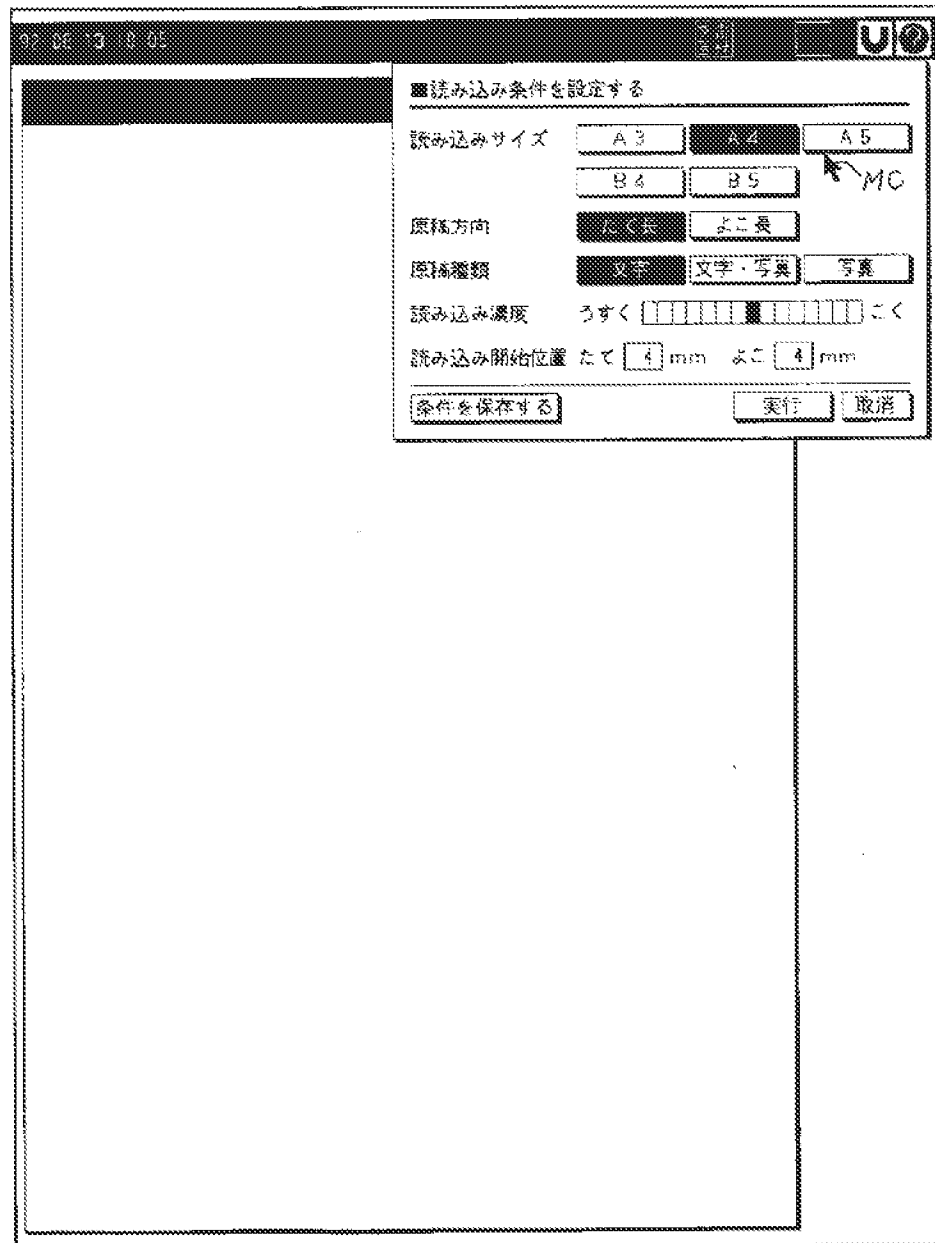 ■読み込み条件を設定する
読み込みサイズ A3 A4 A5
B4 B5 MC
原稿方向 たて長 よこ長
原稿種類 文字 文字・写真 写真
読み込み濃度 うすく こく
読み込み開始位置 たて 4 mm よこ 4 mm
条件を保存する 実行 取消